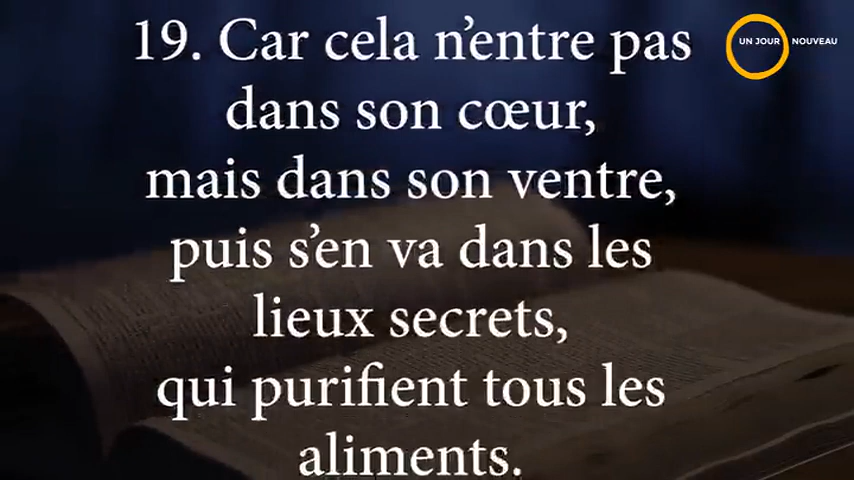 19. Car cela n'entre pas
dans son cœur,
mais dans son ventre,
puis s'en va dans les
lieux secrets,
qui purifient tous les
aliments.
UN JOUR NOUVEAU